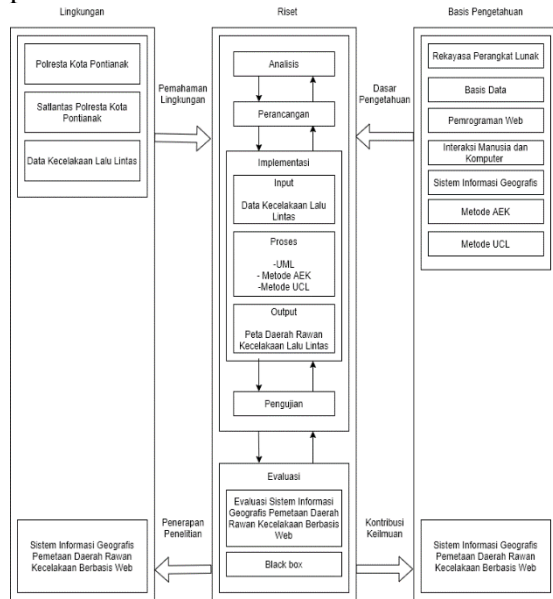 Lingkungan
Polresta Kota Pontianak
Satlantas Polresta Kota
Pontianak
Data Kecelakaan Lalu Lintas
Pemahaman
Lingkungan
Riset
Analisis
Perancangan
Implementasi
Input
Data Kecelakaan Lalu
Lintas
Proses
-UML
- Metode AEK
-Metode UCL
Output
Peta Daerah Rawan
Kecelakaan Lalu Lintas
Pengujian
Dasar
Pengetahuan
Basis Pengetahuan
Rekayasa Perangkat Lunak
Basis Data
Pemrograman Web
Interaksi Manusia dan
Komputer
Sistem Informasi Geografis
Metode AEK
Metode UCL
Evaluasi
Evaluasi Sistem Informasi
Geografis Pemetaan Daerah
Rawan Kecelakaan Berbasis
Web
Black box
Penerapan
Penelitian
Kontribusi
Keilmuan
Sistem Informasi Geografis
Pemetaan Daerah Rawan
Kecelakaan Berbasis Web
Sistem Informasi Geografis
Pemetaan Daerah Rawan
Kecelakaan Berbasis Web